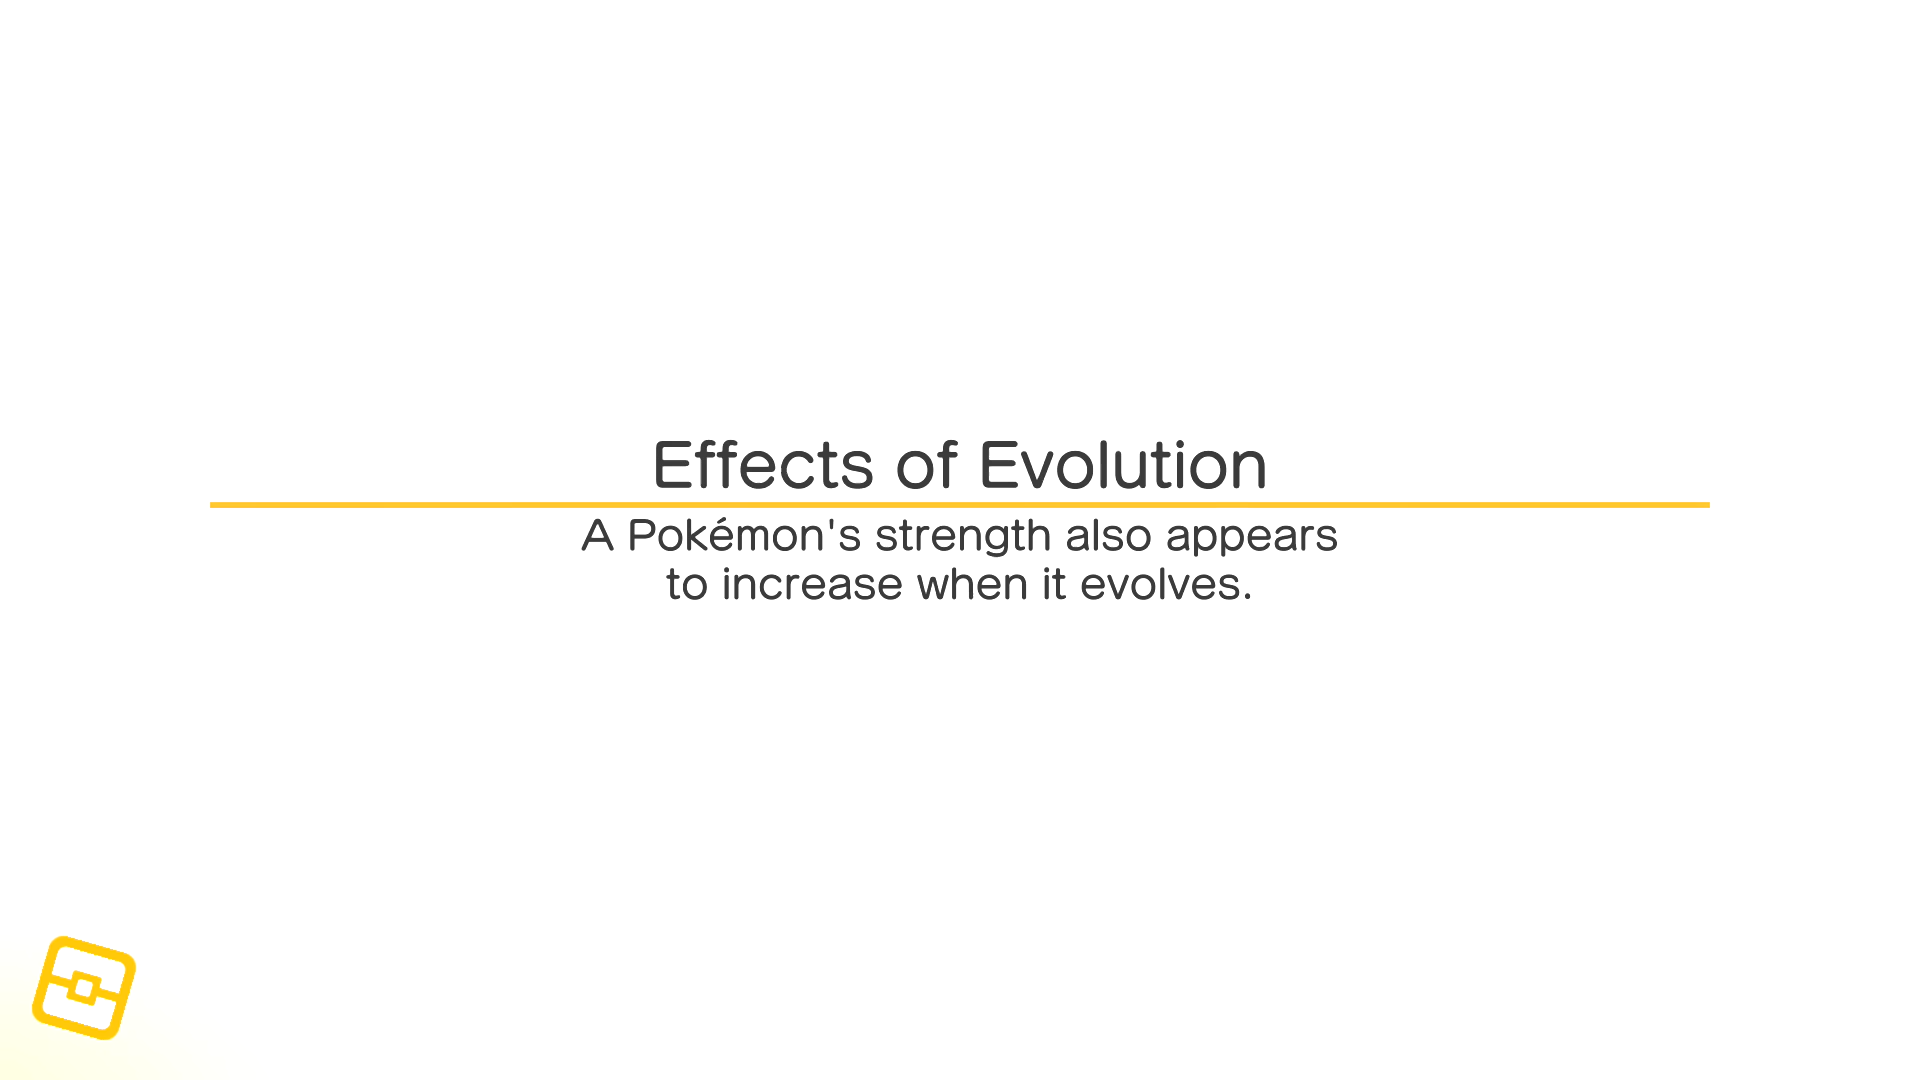 Effects of Evolution
A Pokémon's strength also appears
to increase when it evolves.